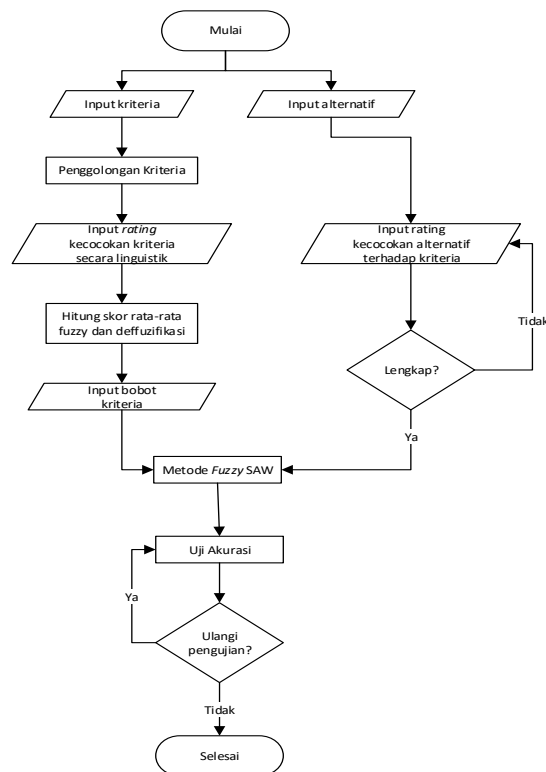 Mulai
Input kriteria
Input alternatif
Penggolongan Kriteria
Input rating
kecocokan kriteria
secara linguistik
Input rating
kecocokan alternatif
terhadap kriteria
Hitung skor rata-rata
fuzzy dan deffuzifikasi
Tidak
Lengkap?
Input bobot
kriteria
Ya
Metode Fuzzy SAW
Uji Akurasi
Ya
Ulangi
pengujian?
Tidak
Selesai